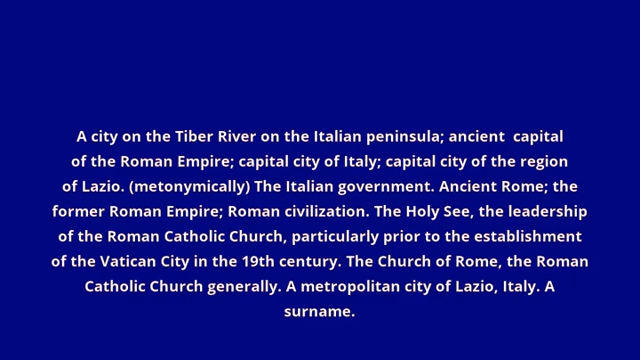 A city on the Tiber River on the Italian peninsula; ancient  capital
of the Roman Empire; capital city of Italy; capital city of the region
of Lazio. (metonymically) The Italian government. Ancient Rome; the
former Roman Empire; Roman civilization. The Holy See, the leadership
of the Roman Catholic Church, particularly prior to the establishment
of the Vatican City in the 19th century. The Church of Rome, the Roman
Catholic Church generally. A metropolitan city of Lazio, Italy. A
surname.